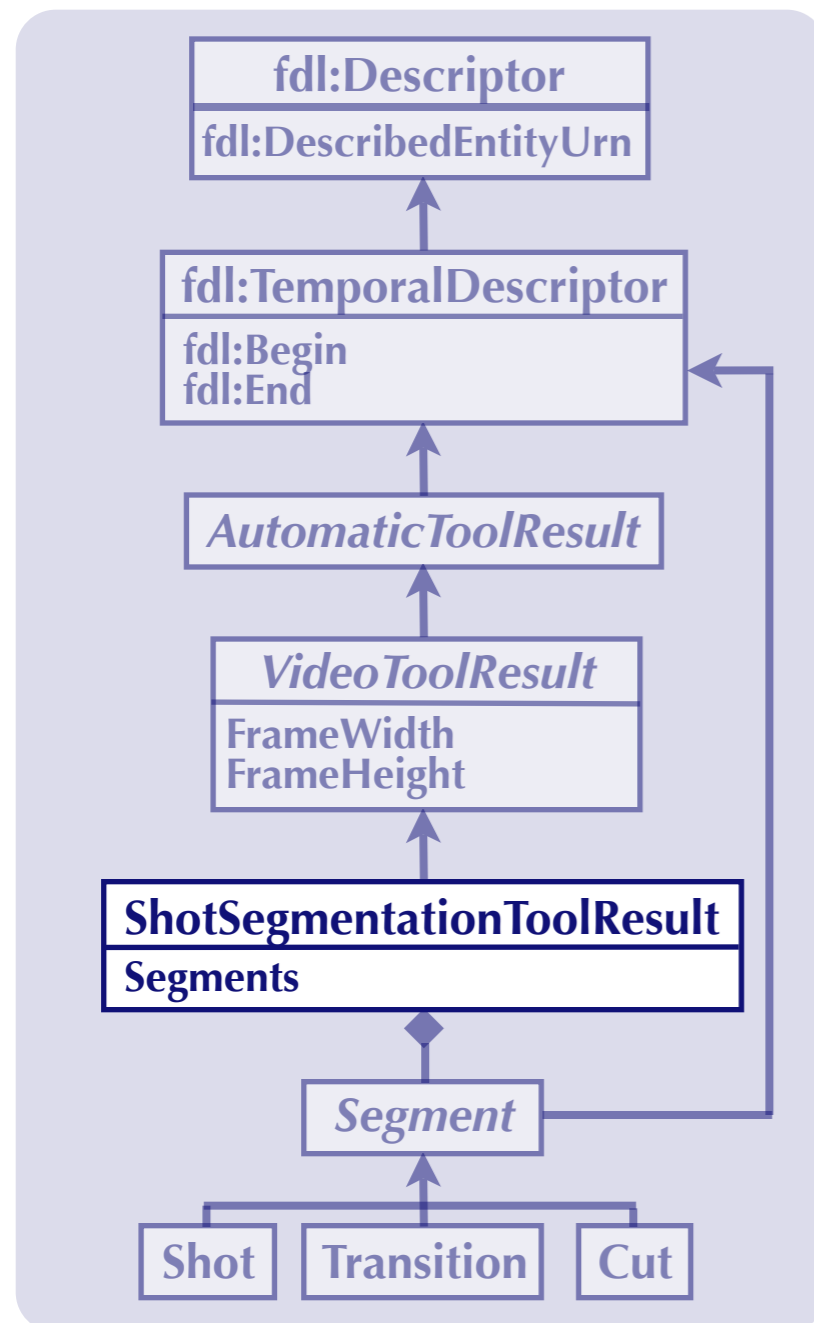 fdl:Descriptor
fdl:DescribedEntityUrn
fdl:TemporalDescriptor
fdl:Begin
fdl:End
AutomaticToolResult
VideoToolResult
FrameWidth
FrameHeight
ShotSegmentationToolResult
Segments
Segment
Shot
Transition
Cut